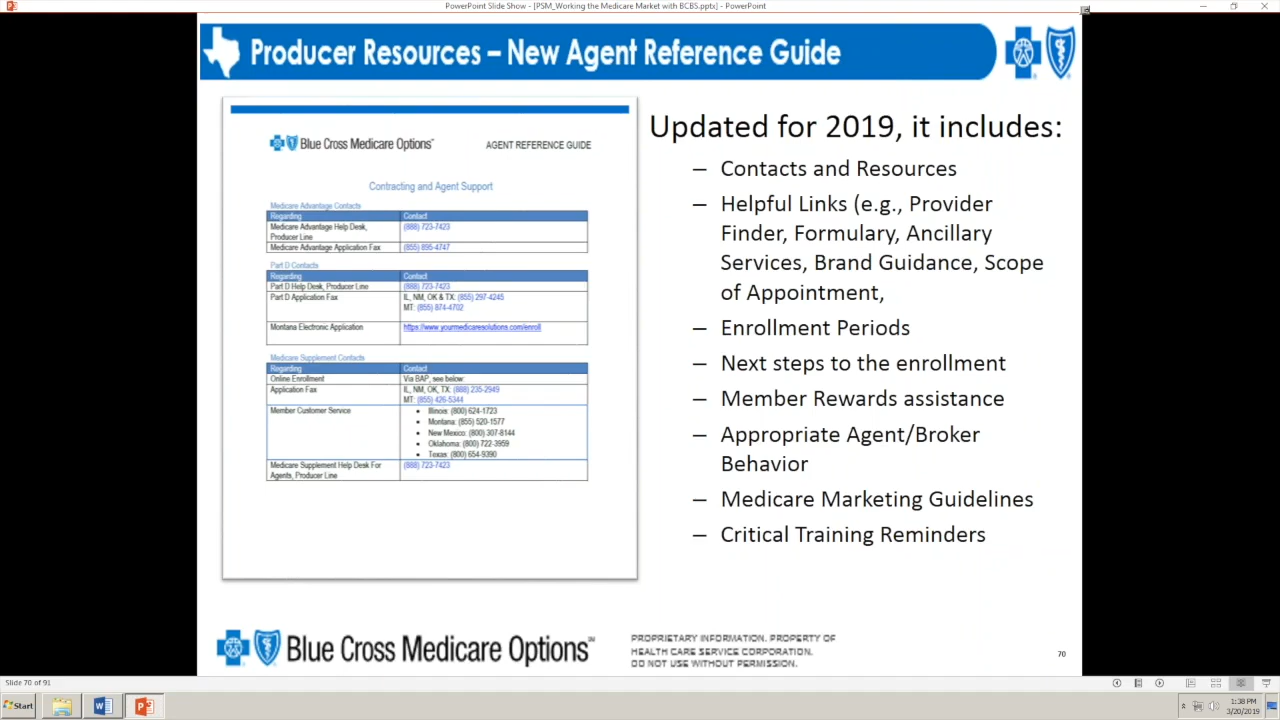 PowerPoint Slide Show - [PSM_Working the Medicare Market with BCBS.pptx] - PowerPoint
Producer Resources – New Agent Reference Guide
Blue Cross Medicare Options℠
AGENT REFERENCE GUIDE
Contracting and Agent Support
Medicare Advantage Contacts
Regarding Contact
Medicare Advantage Help Desk, (888) 723-7423
Producer Line
Medicare Advantage Application Fax (855) 895-4747
Part D Contacts
Regarding Contact
Part D Help Desk, Producer Line (888) 723-7423
Part D Application Fax IL, NM, OK & TX: (855) 297-4245
MT: (855) 874-4702
Montana Electronic Application https://www.yourmedicaresolutions.com/enroll
Medicare Supplement Contacts
Regarding Contact
Online Enrollment Via BAP, see below:
Application Fax IL, NM, OK, TX: (888) 235-2949
MT: (855) 426-5344
Member Customer Service • Illinois: (800) 624-1723
• Montana: (855) 520-1577
• New Mexico: (800) 307-8144
• Oklahoma: (800) 722-3959
• Texas: (800) 654-9390
Medicare Supplement Help Desk For (888) 723-7423
Agents, Producer Line
Updated for 2019, it includes:
– Contacts and Resources
– Helpful Links (e.g., Provider
Finder, Formulary, Ancillary
Services, Brand Guidance, Scope
of Appointment,
– Enrollment Periods
– Next steps to the enrollment
– Member Rewards assistance
– Appropriate Agent/Broker
Behavior
– Medicare Marketing Guidelines
– Critical Training Reminders
Blue Cross Medicare Options℠
PROPRIETARY INFORMATION. PROPERTY OF
HEALTH CARE SERVICE CORPORATION.
DO NOT USE WITHOUT PERMISSION.
70
Slide 70 of 91
Start
1:38 PM
3/20/2019